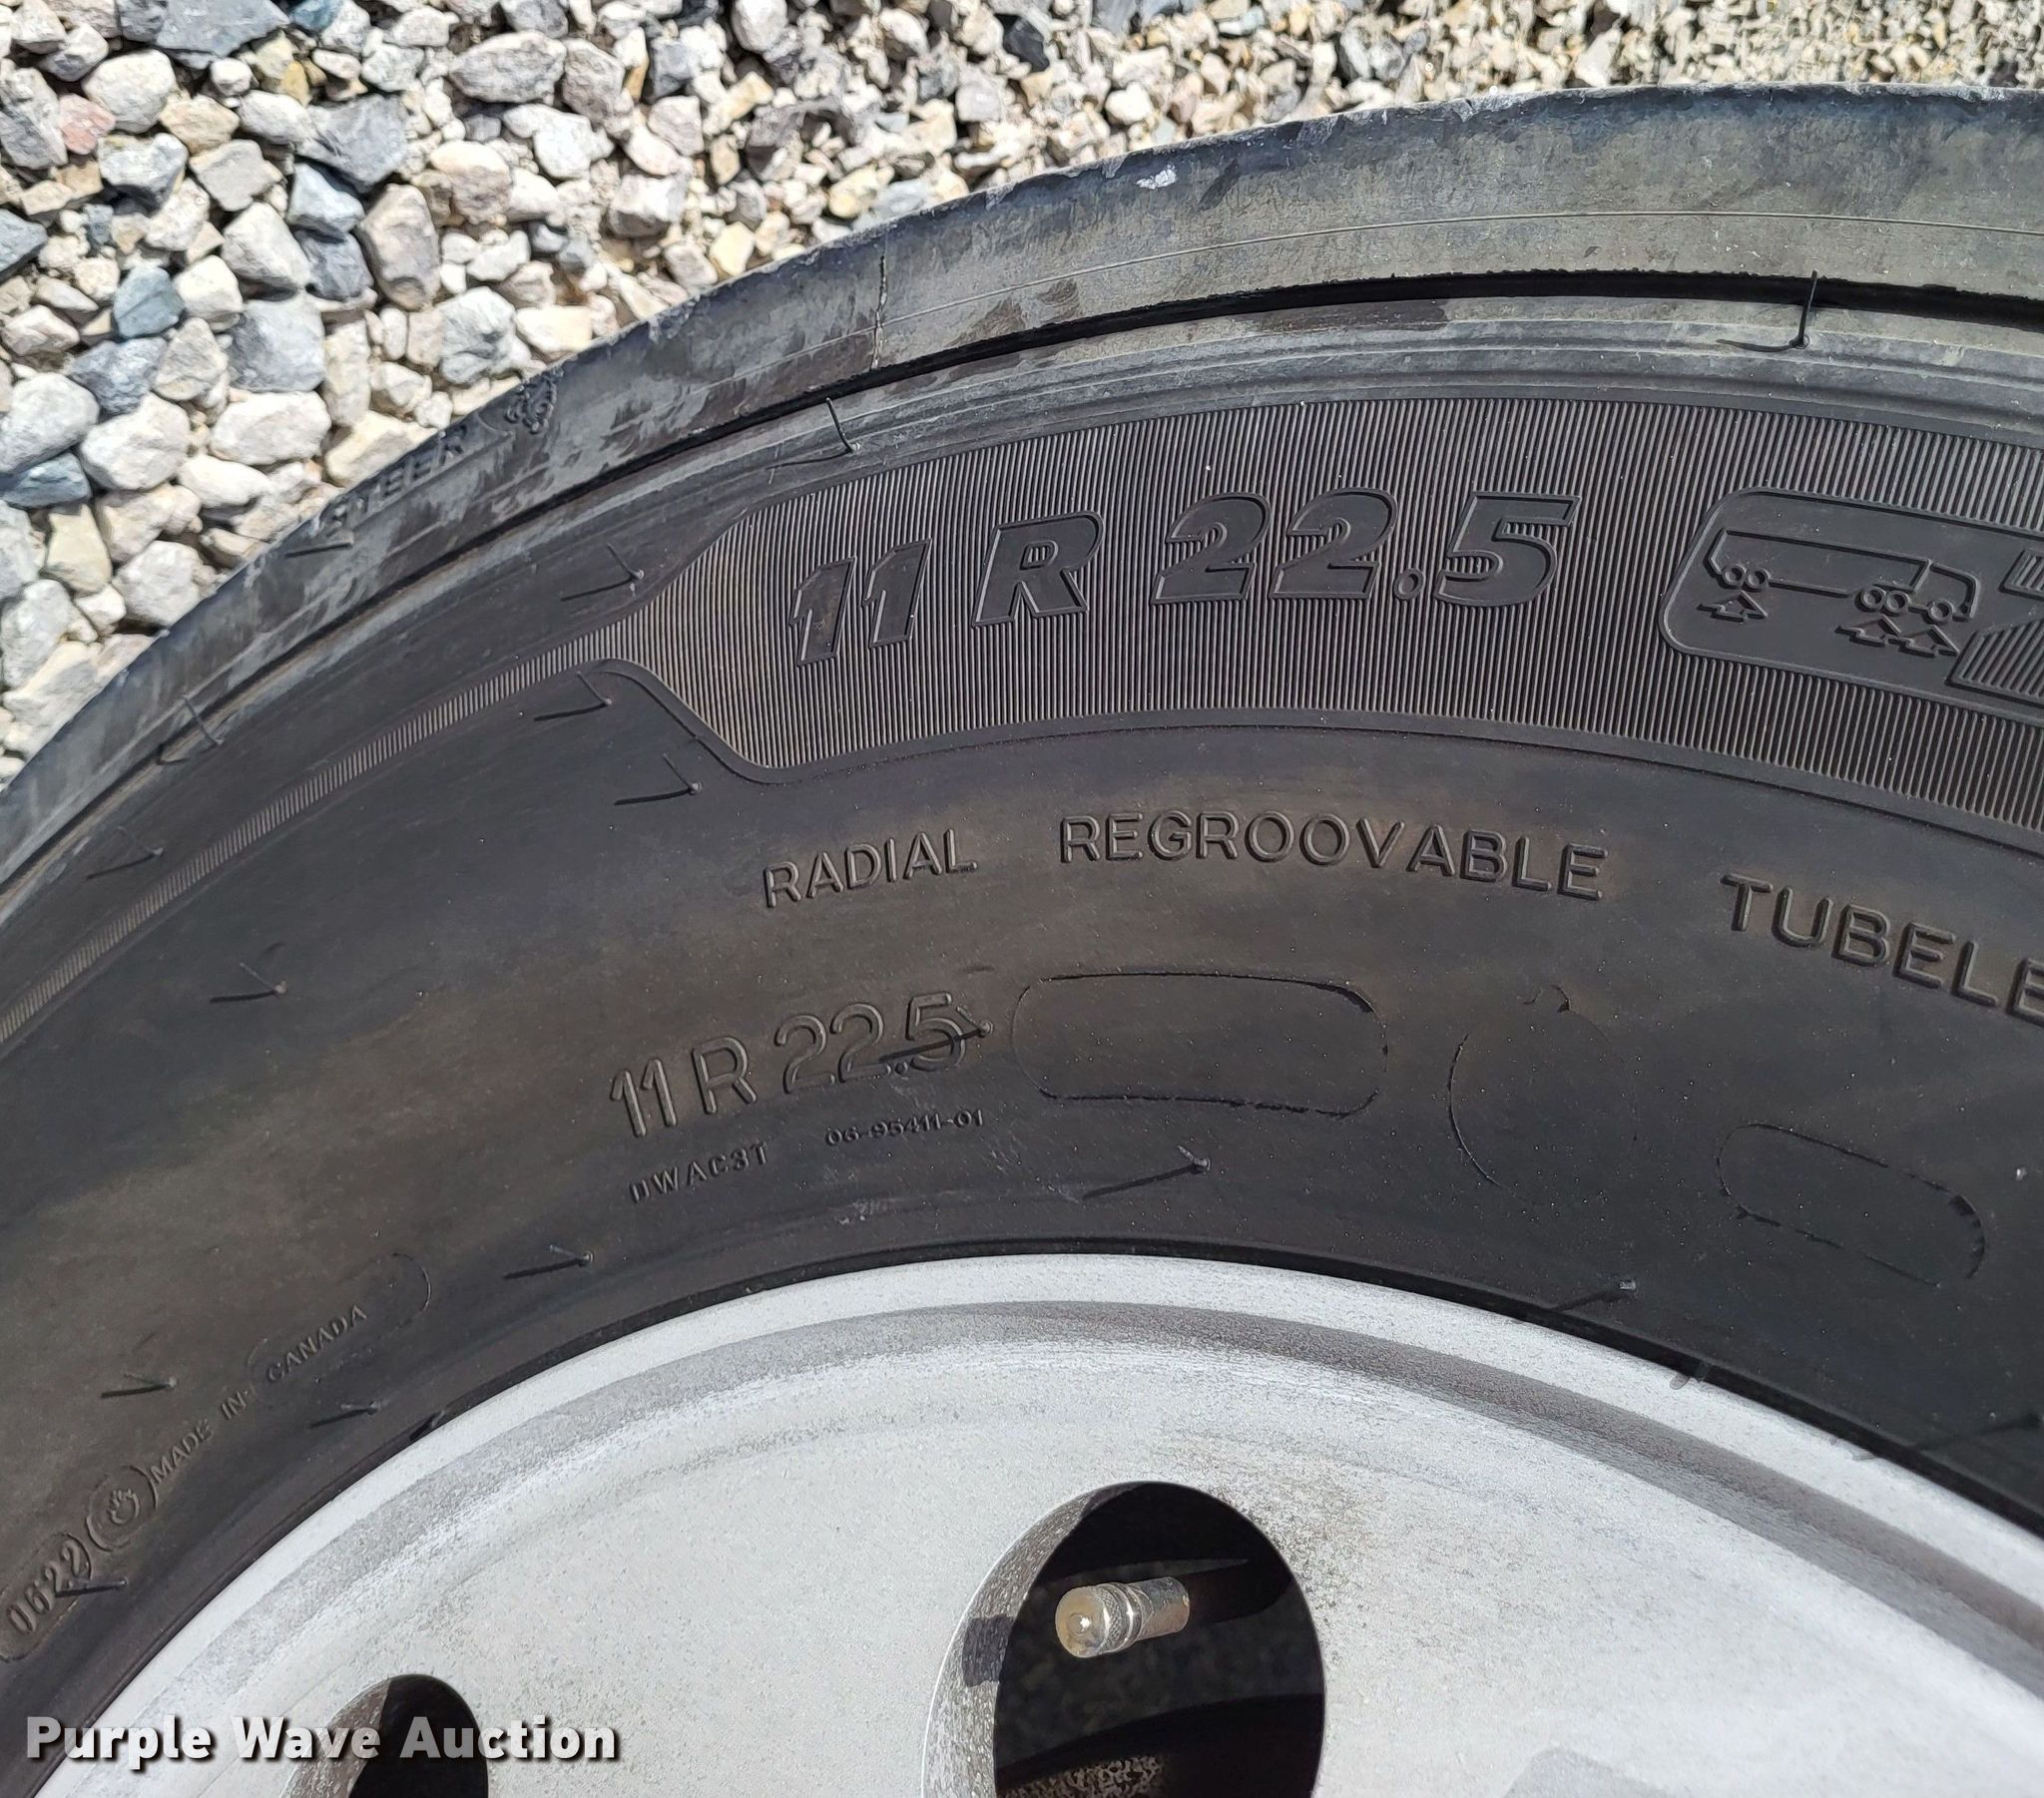 STEER
11 R 22.5
RADIAL REGROOVABLE TUBELE
11 R 22.5
DWAC3T 06-95411-01
MADE IN CANADA
0622
Purple Wave Auction